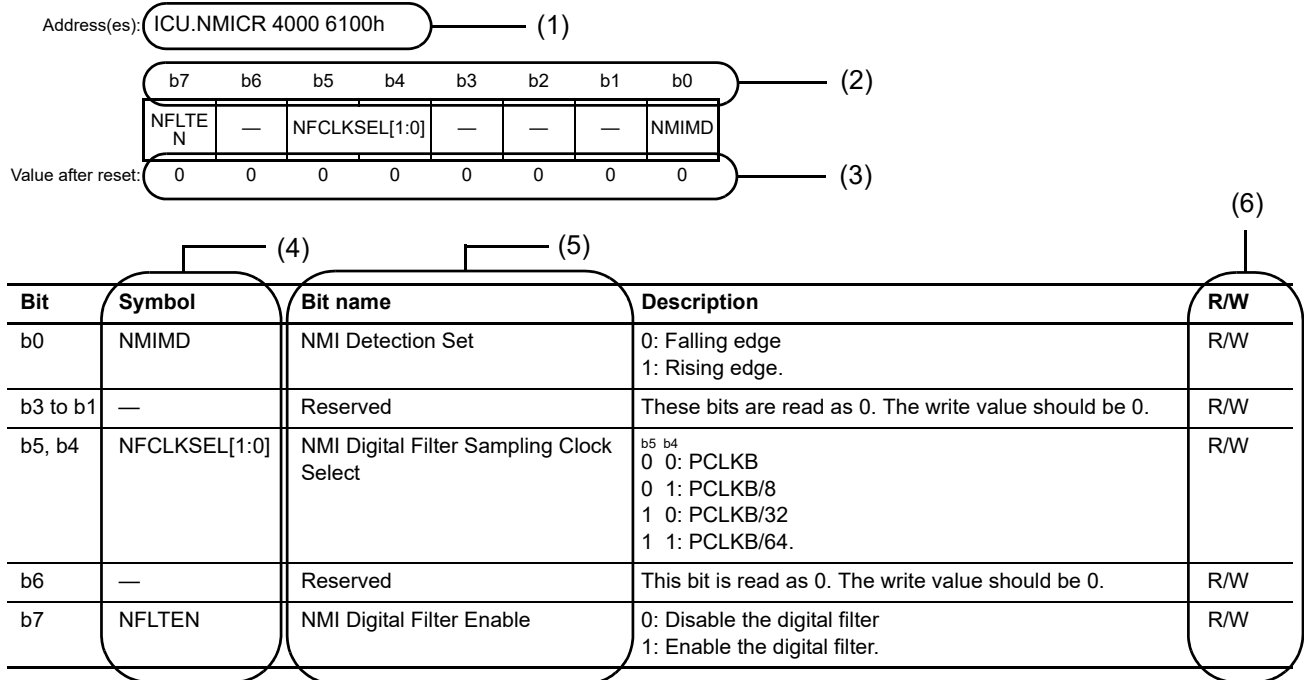 Address(es): ICU.NMICR 4000 6100h (1)
b7 b6 b5 b4 b3 b2 b1 b0 (2)
NFLTE
N — NFCLKSEL[1:0] — — — NMIMD
Value after reset: 0 0 0 0 0 0 0 0 (3)
(6)
(4) (5)
Bit Symbol Bit name Description R/W
b0 NMIMD NMI Detection Set 0: Falling edge R/W
1: Rising edge.
b3 to b1 — Reserved These bits are read as 0. The write value should be 0. R/W
b5, b4 NFCLKSEL[1:0] NMI Digital Filter Sampling Clock b5 b4 R/W
Select 0 0: PCLKB
0 1: PCLKB/8
1 0: PCLKB/32
1 1: PCLKB/64.
b6 — Reserved This bit is read as 0. The write value should be 0. R/W
b7 NFLTEN NMI Digital Filter Enable 0: Disable the digital filter R/W
1: Enable the digital filter.